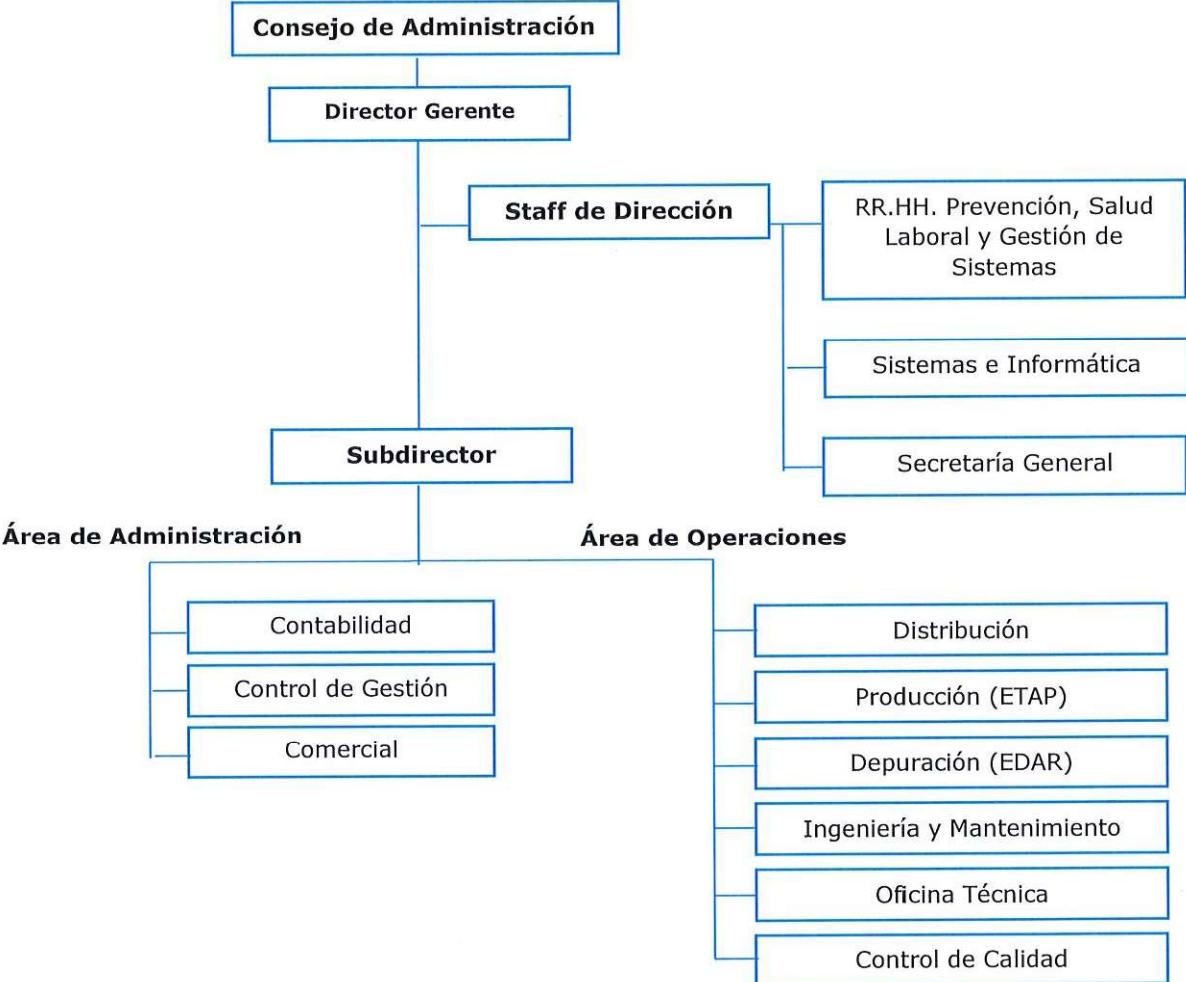 Consejo de Administración
Director Gerente
Staff de Dirección
RR.HH. Prevención, Salud
Laboral y Gestión de
Sistemas
Sistemas e Informática
Secretaría General
Subdirector
Área de Administración
Área de Operaciones
Contabilidad
Control de Gestión
Comercial
Distribución
Producción (ETAP)
Depuración (EDAR)
Ingeniería y Mantenimiento
Oficina Técnica
Control de Calidad